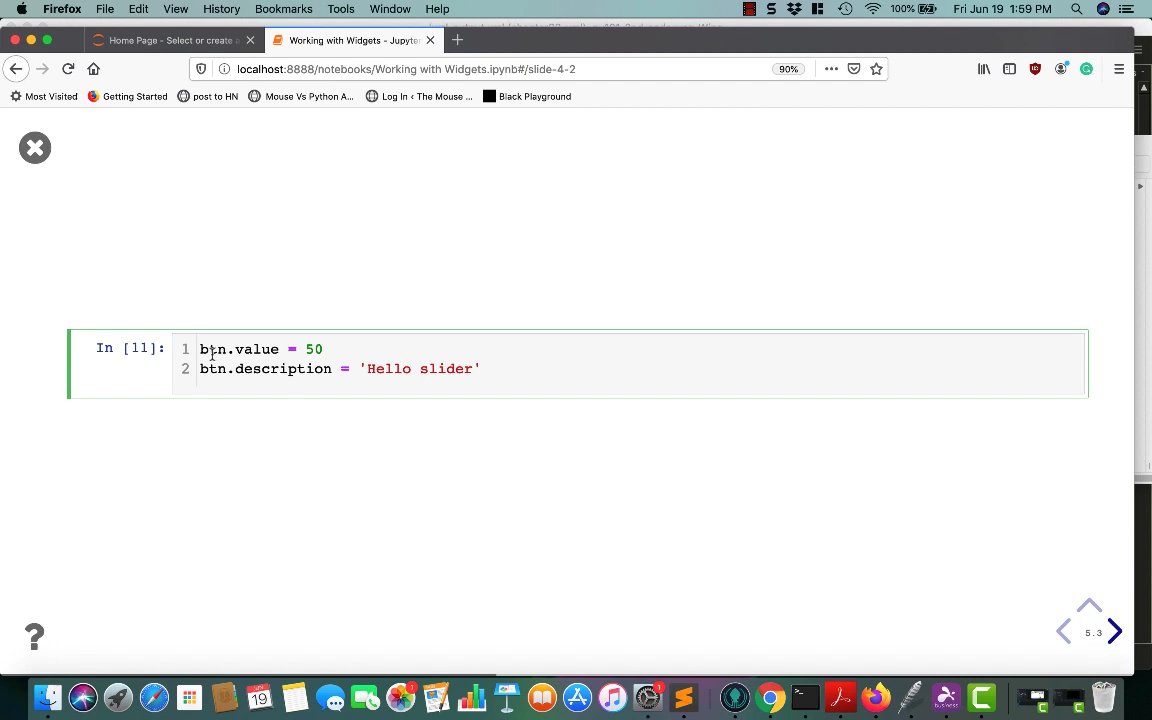 Firefox File Edit View History Bookmarks Tools Window Help 100% Fri Jun 19 1:59 PM
Home Page - Select or create a Working with Widgets - Jupyter
localhost:8888/notebooks/Working with Widgets.ipynb#/slide-4-2 90%
Most Visited Getting Started post to HN Mouse Vs Python A... Log In ‹ The Mouse ... Black Playground
In [11]: 1 btn.value = 50
2 btn.description = 'Hello slider'
?
5.3